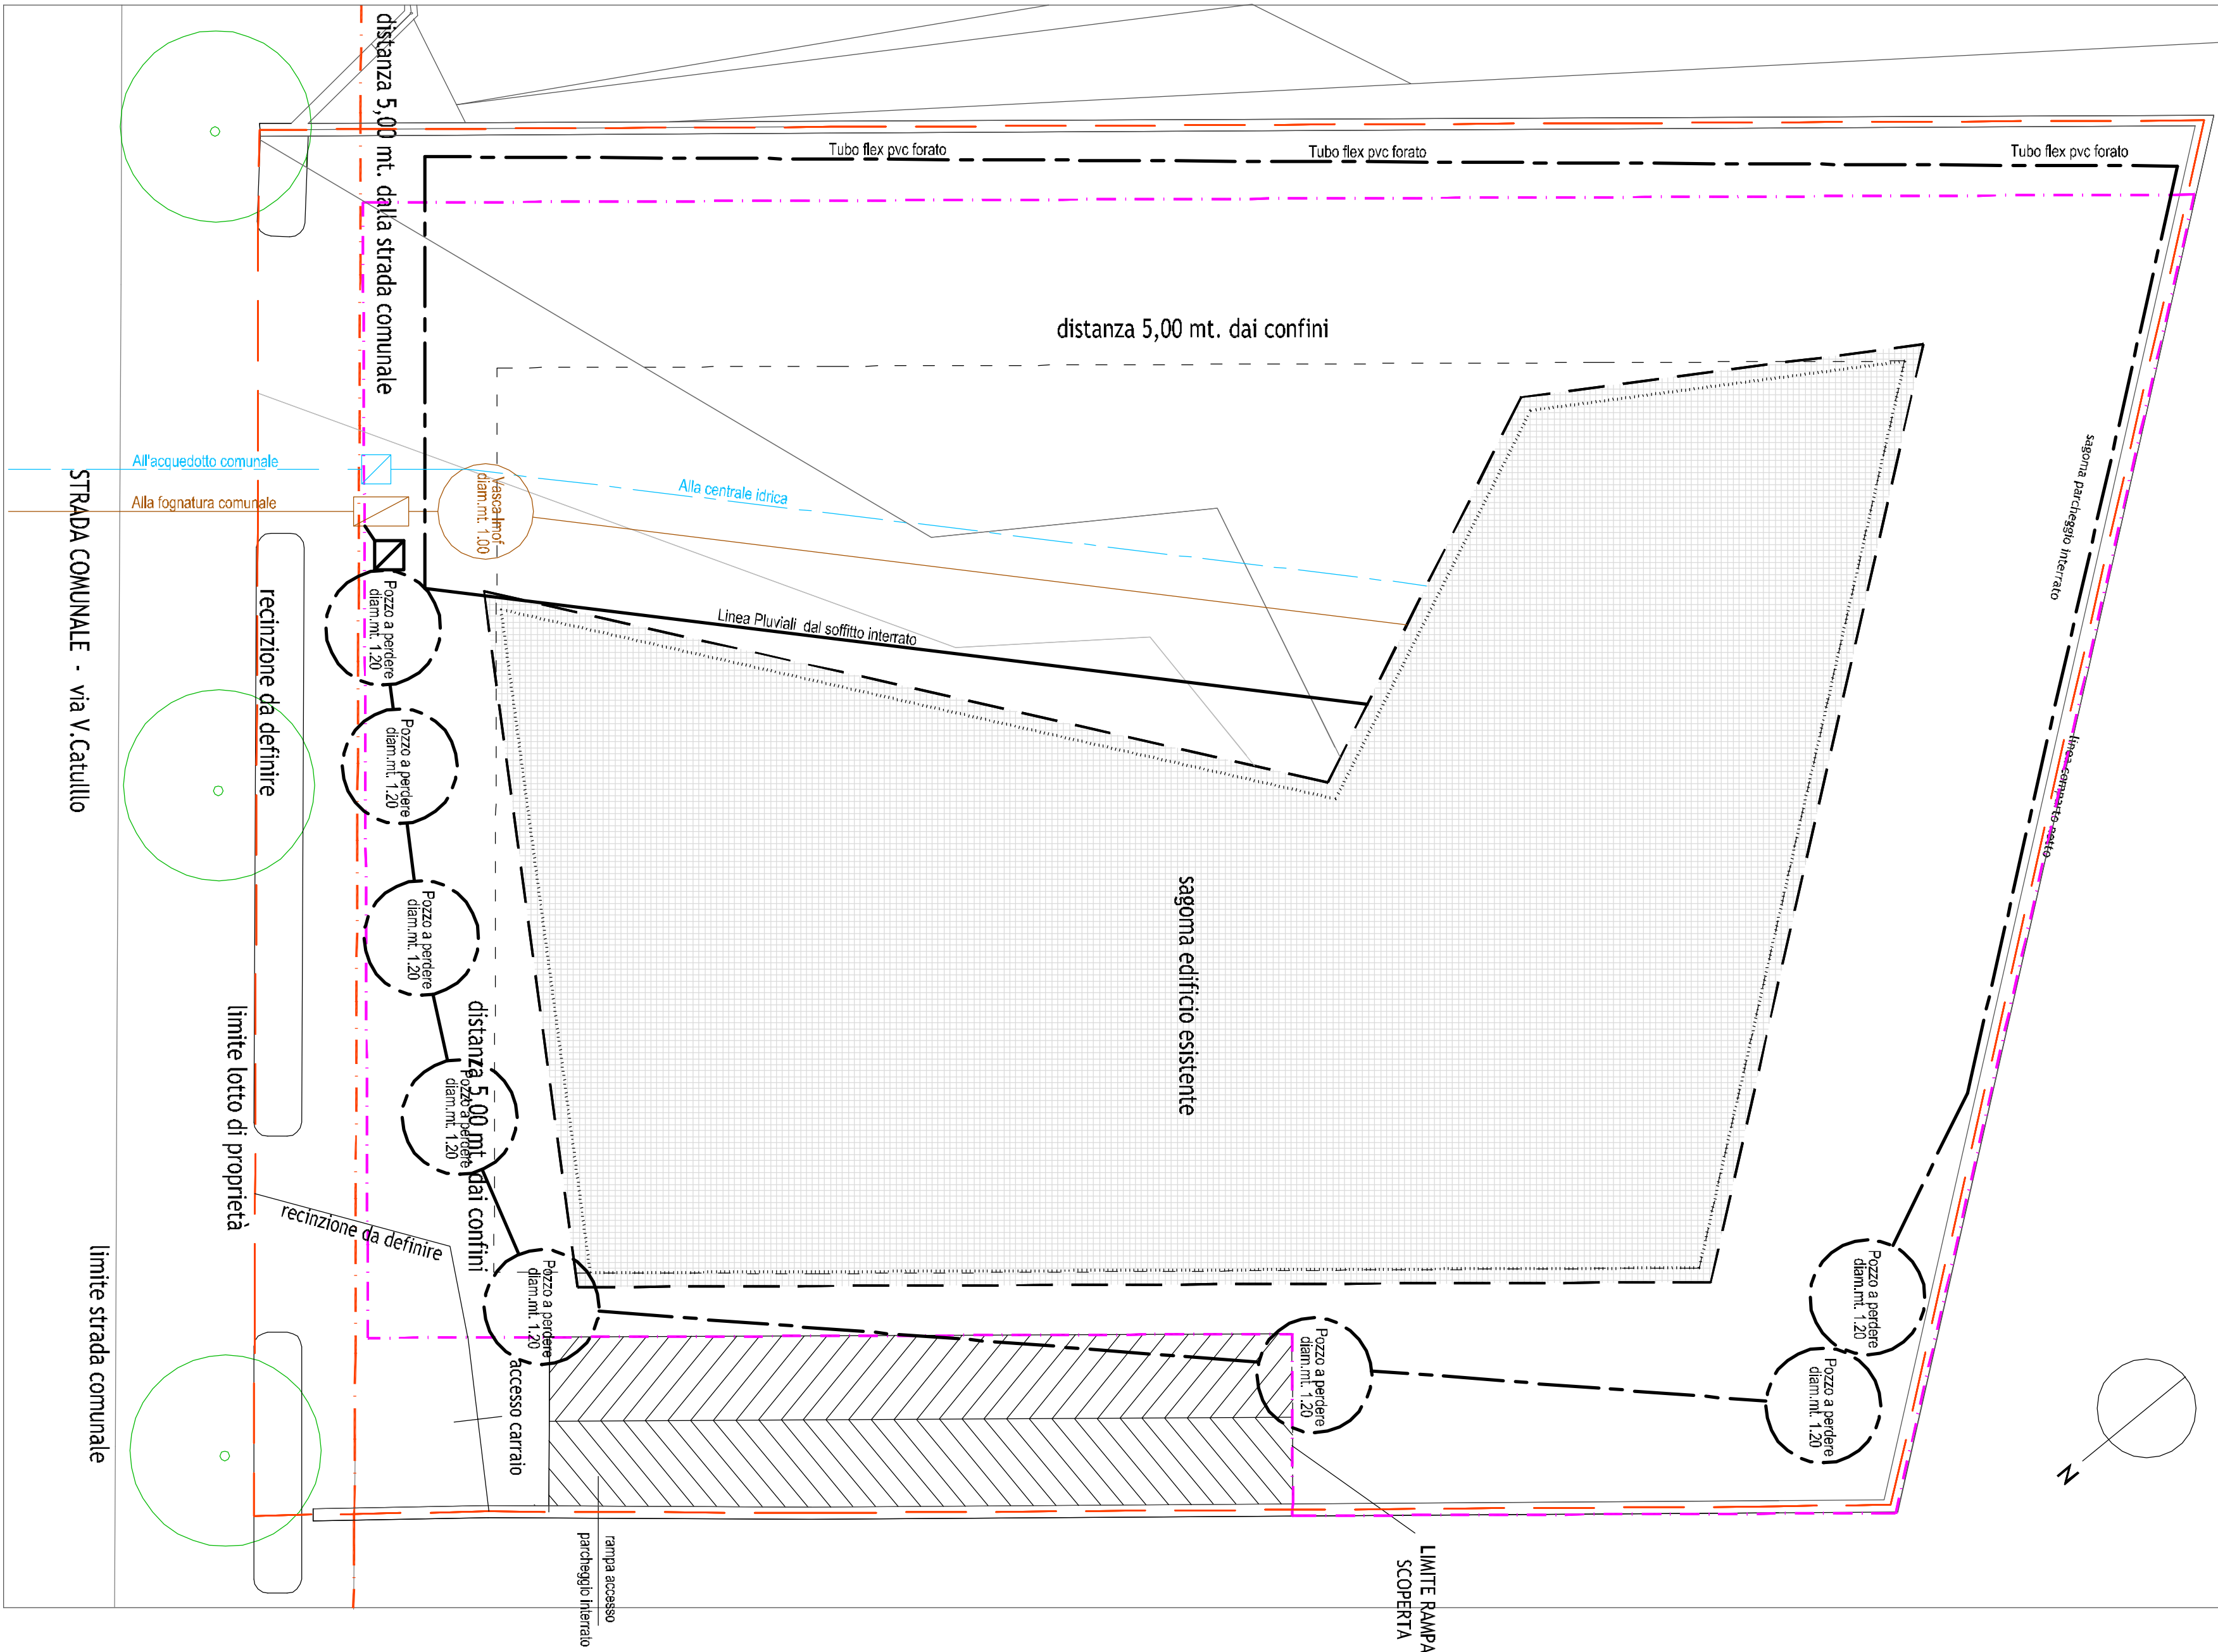 distanza 5,00 mt. dalla strada comunale
Tubo flex pvc forato
Tubo flex pvc forato
Tubo flex pvc forato
distanza 5,00 mt. dai confini
sagoma parcheggio interrato
All'acquedotto comunale
Alla fognatura comunale
Vasca Imof
diam.mt. 1.00
Alla centrale idrica
STRADA COMUNALE - via V.Catulllo
recinzione da definire
Pozzo a perdere
diam.mt. 1.20
Linea Pluviali dal soffitto interrato
Pozzo a perdere
diam.mt. 1.20
linea comparto netto
Pozzo a perdere
diam.mt. 1.20
sagoma edificio esistente
limite lotto di proprietà
distanza 5,00 mt. dai confini
Pozzo a perdere
diam.mt. 1.20
recinzione da definire
limite strada comunale
Pozzo a perdere
diam.mt. 1.20
Pozzo a perdere
diam.mt. 1.20
Pozzo a perdere
diam.mt. 1.20
Pozzo a perdere
diam.mt. 1.20
accesso carraio
N
rampa accesso
parcheggio interrato
LIMITE RAMPA
SCOPERTA